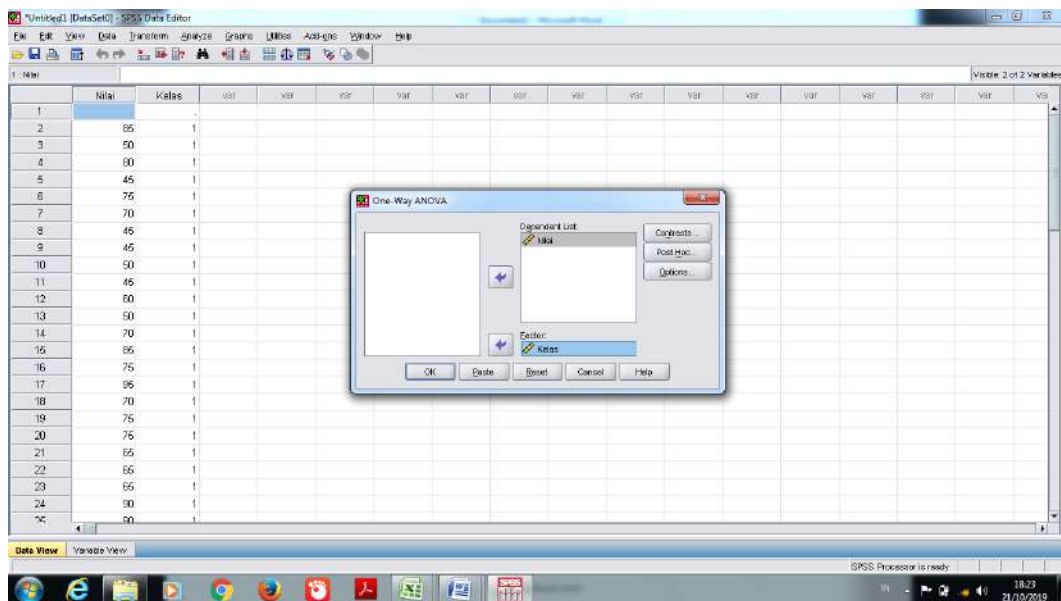 *Untitled1 [DataSet0] - SPSS Data Editor
File Edit View Data Transform Analyze Graphs Utilities Add-ons Window Help
1 : Nilai
Visible: 2 of 2 Variables
Nilai Kelas var var var var var var var var var var var var var var
1 . .
2 85 1
3 50 1
4 80 1
5 45 1
6 75 1
7 70 1
8 45 1
9 45 1
10 50 1
11 45 1
12 60 1
13 50 1
14 70 1
15 1
16 75 1
17 95 1
18 70 1
19 75 1
20 75 1
21 65 1
22 65 1
23 65 1
24 90 1
25 1
One-Way ANOVA
Dependent List:
Nilai
Contrasts...
Post Hoc...
Options...
Factor:
Kelas
OK Paste Reset Cancel Help
Data View Variable View
SPSS Processor is ready
IN
18:23
21/10/2019